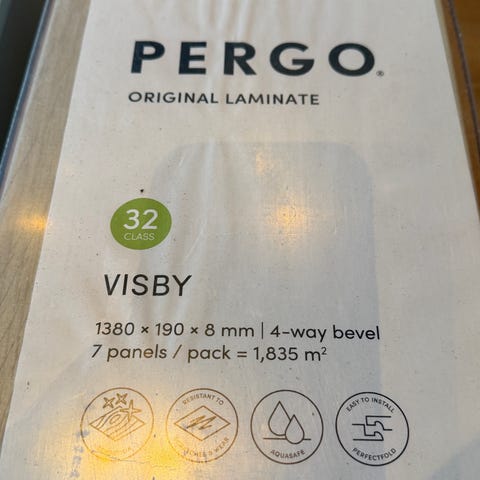 PERGO®
ORIGINAL LAMINATE
32
CLASS
VISBY
1380 × 190 × 8 mm | 4-way bevel
7 panels / pack = 1,835 m²
RESISTANT TO
& WEAR
AQUASAFE
EASY TO INSTALL
PERFECTFOLD